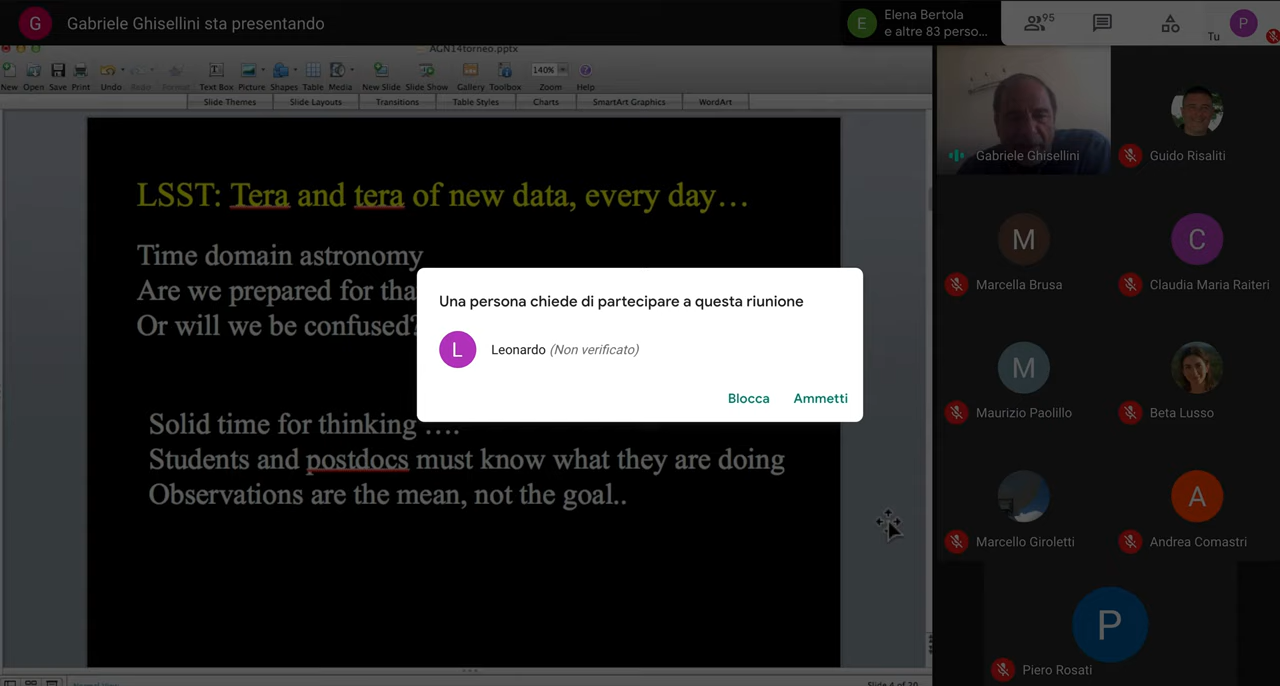 G
Gabriele Ghisellini sta presentando
E
Elena Bertola
e altre 83 perso...
95
Tu
P
AGN14torneo.pptx
140%
New Open Save Print Undo Redo Format Text Box Picture Shapes Table Media New Slide Slide Show Gallery Toolbox Zoom Help
Slide Themes Slide Layouts Transitions Table Styles Charts SmartArt Graphics WordArt
LSST: Tera and tera of new data, every day…
Time domain astronomy
Are we prepared for tha
Or will we be confused?
Solid time for thinking ….
Students and postdocs must know what they are doing
Observations are the mean, not the goal..
Una persona chiede di partecipare a questa riunione
L
Leonardo (Non verificato)
Blocca Ammetti
Gabriele Ghisellini
Guido Risaliti
M
Marcella Brusa
C
Claudia Maria Raiteri
M
Maurizio Paolillo
Beta Lusso
Marcello Giroletti
A
Andrea Comastri
P
Piero Rosati
Normal View
Slide 4 of 20